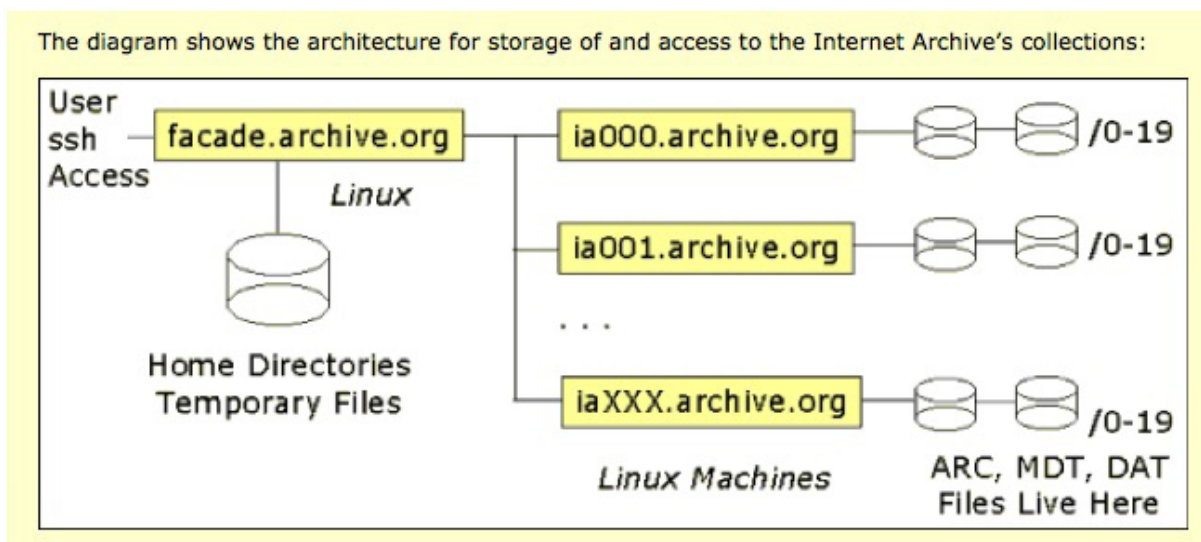 The diagram shows the architecture for storage of and access to the Internet Archive's collections:
User
ssh
Access
facade.archive.org
Linux
Home Directories
Temporary Files
ia000.archive.org
/0-19
ia001.archive.org
/0-19
. . .
iaXXX.archive.org
/0-19
Linux Machines
ARC, MDT, DAT
Files Live Here